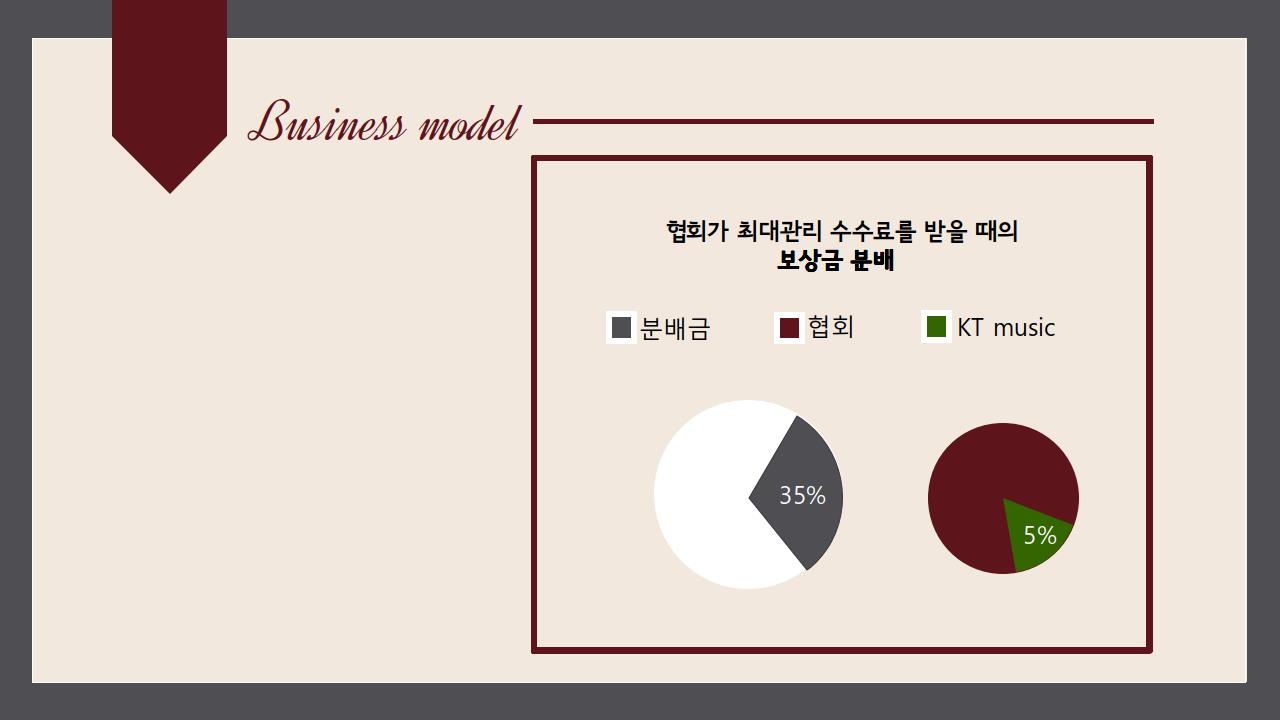 Business model
협회가 최대관리 수수료를 받을 때의
보상금 분배
분배금
협회
KT music
35%
5%